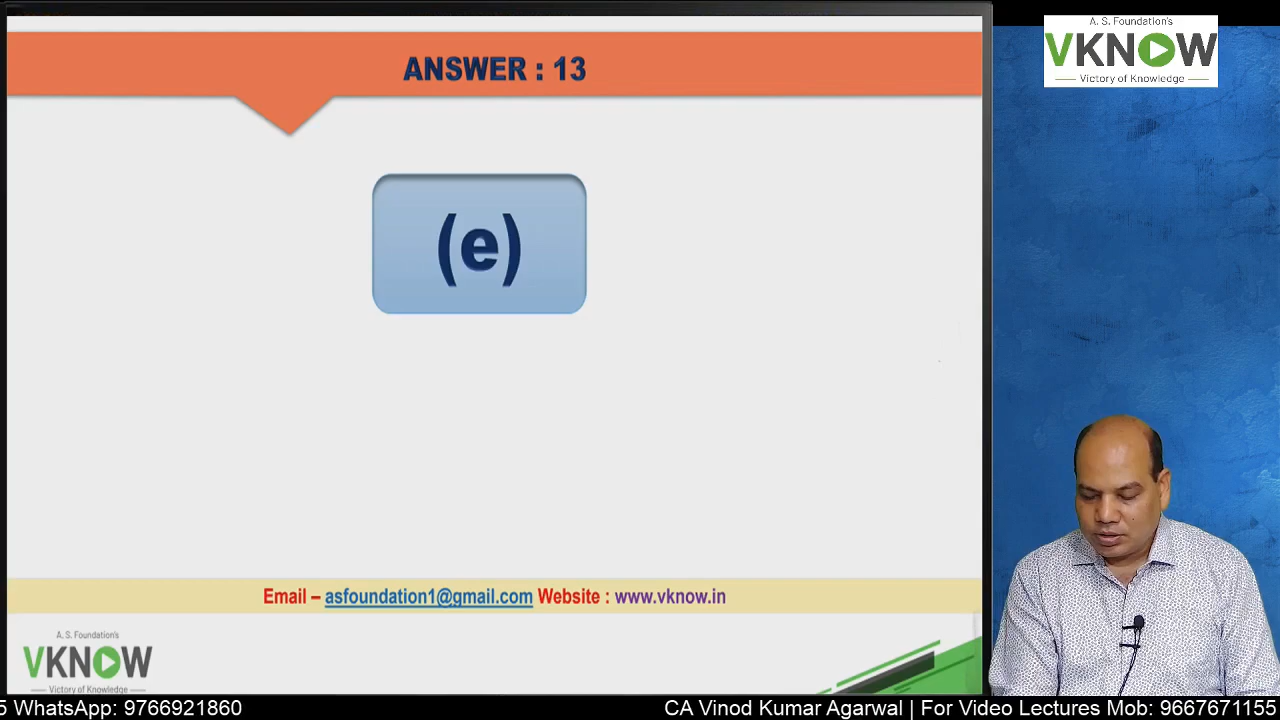 ANSWER : 13
A. S. Foundation's
VKNOW
Victory of Knowledge
(e)
Email – asfoundation1@gmail.com Website : www.vknow.in
A. S. Foundation's
VKNOW
Victory of Knowledge
5 WhatsApp: 9766921860
CA Vinod Kumar Agarwal | For Video Lectures Mob: 9667671155